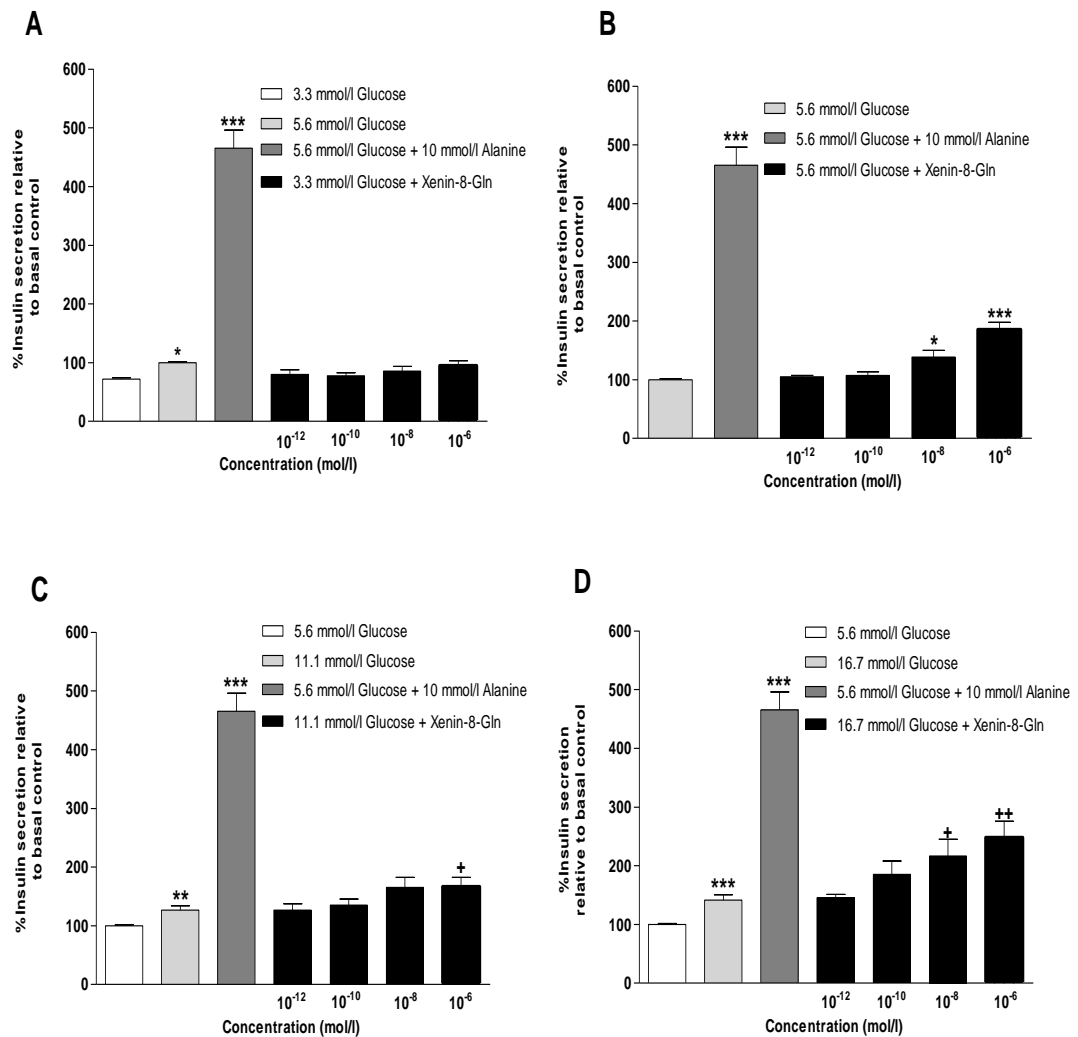 A
600
500
400
300
200
100
0
%Insulin secretion relative
to basal control
3.3 mmol/l Glucose
5.6 mmol/l Glucose
5.6 mmol/l Glucose + 10 mmol/l Alanine
3.3 mmol/l Glucose + Xenin-8-Gln
*
***
10⁻¹² 10⁻¹⁰ 10⁻⁸ 10⁻⁶
Concentration (mol/l)
B
600
500
400
300
200
100
0
%Insulin secretion relative
to basal control
5.6 mmol/l Glucose
5.6 mmol/l Glucose + 10 mmol/l Alanine
5.6 mmol/l Glucose + Xenin-8-Gln
***
*
***
10⁻¹² 10⁻¹⁰ 10⁻⁸ 10⁻⁶
Concentration (mol/l)
C
600
500
400
300
200
100
0
%Insulin secretion relative
to basal control
5.6 mmol/l Glucose
11.1 mmol/l Glucose
5.6 mmol/l Glucose + 10 mmol/l Alanine
11.1 mmol/l Glucose + Xenin-8-Gln
**
***
+
10⁻¹² 10⁻¹⁰ 10⁻⁸ 10⁻⁶
Concentration (mol/l)
D
600
500
400
300
200
100
0
%Insulin secretion
relative to basal control
5.6 mmol/l Glucose
16.7 mmol/l Glucose
5.6 mmol/l Glucose + 10 mmol/l Alanine
16.7 mmol/l Glucose + Xenin-8-Gln
***
***
+
++
10⁻¹² 10⁻¹⁰ 10⁻⁸ 10⁻⁶
Concentration (mol/l)